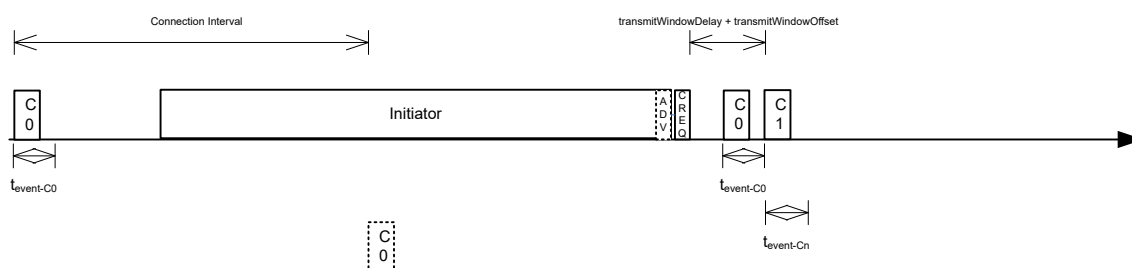 Connection Interval
transmitWindowDelay + transmitWindowOffset
C
0
Initiator
A
D
V
C
R
E
Q
C
0
C
1
tevent-C0
tevent-C0
tevent-Cn
C
0